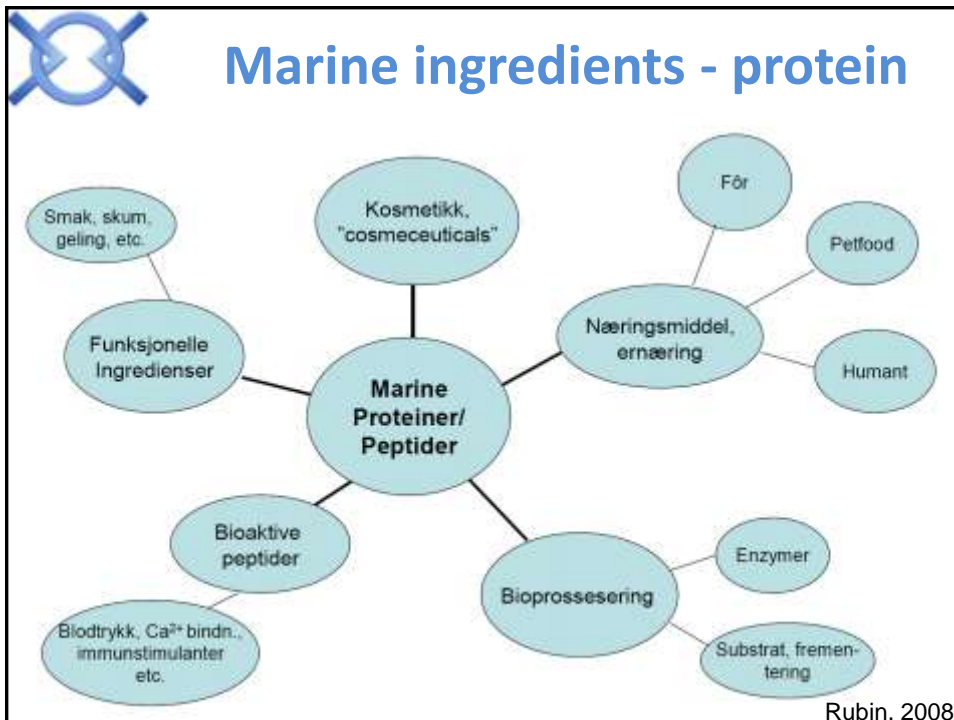 Marine ingredients - protein
Fôr
Smak, skum,
geling, etc.
Kosmetikk,
"cosmeceuticals"
Petfood
Funksjonelle
Ingredienser
Næringsmiddel,
ernæring
Humant
Marine
Proteiner/
Peptider
Bioaktive
peptider
Enzymer
Bioprossesering
Blodtrykk, Ca²⁺ bindn.,
immunstimulanter
etc.
Substrat, fremen-
tering
Rubin, 2008